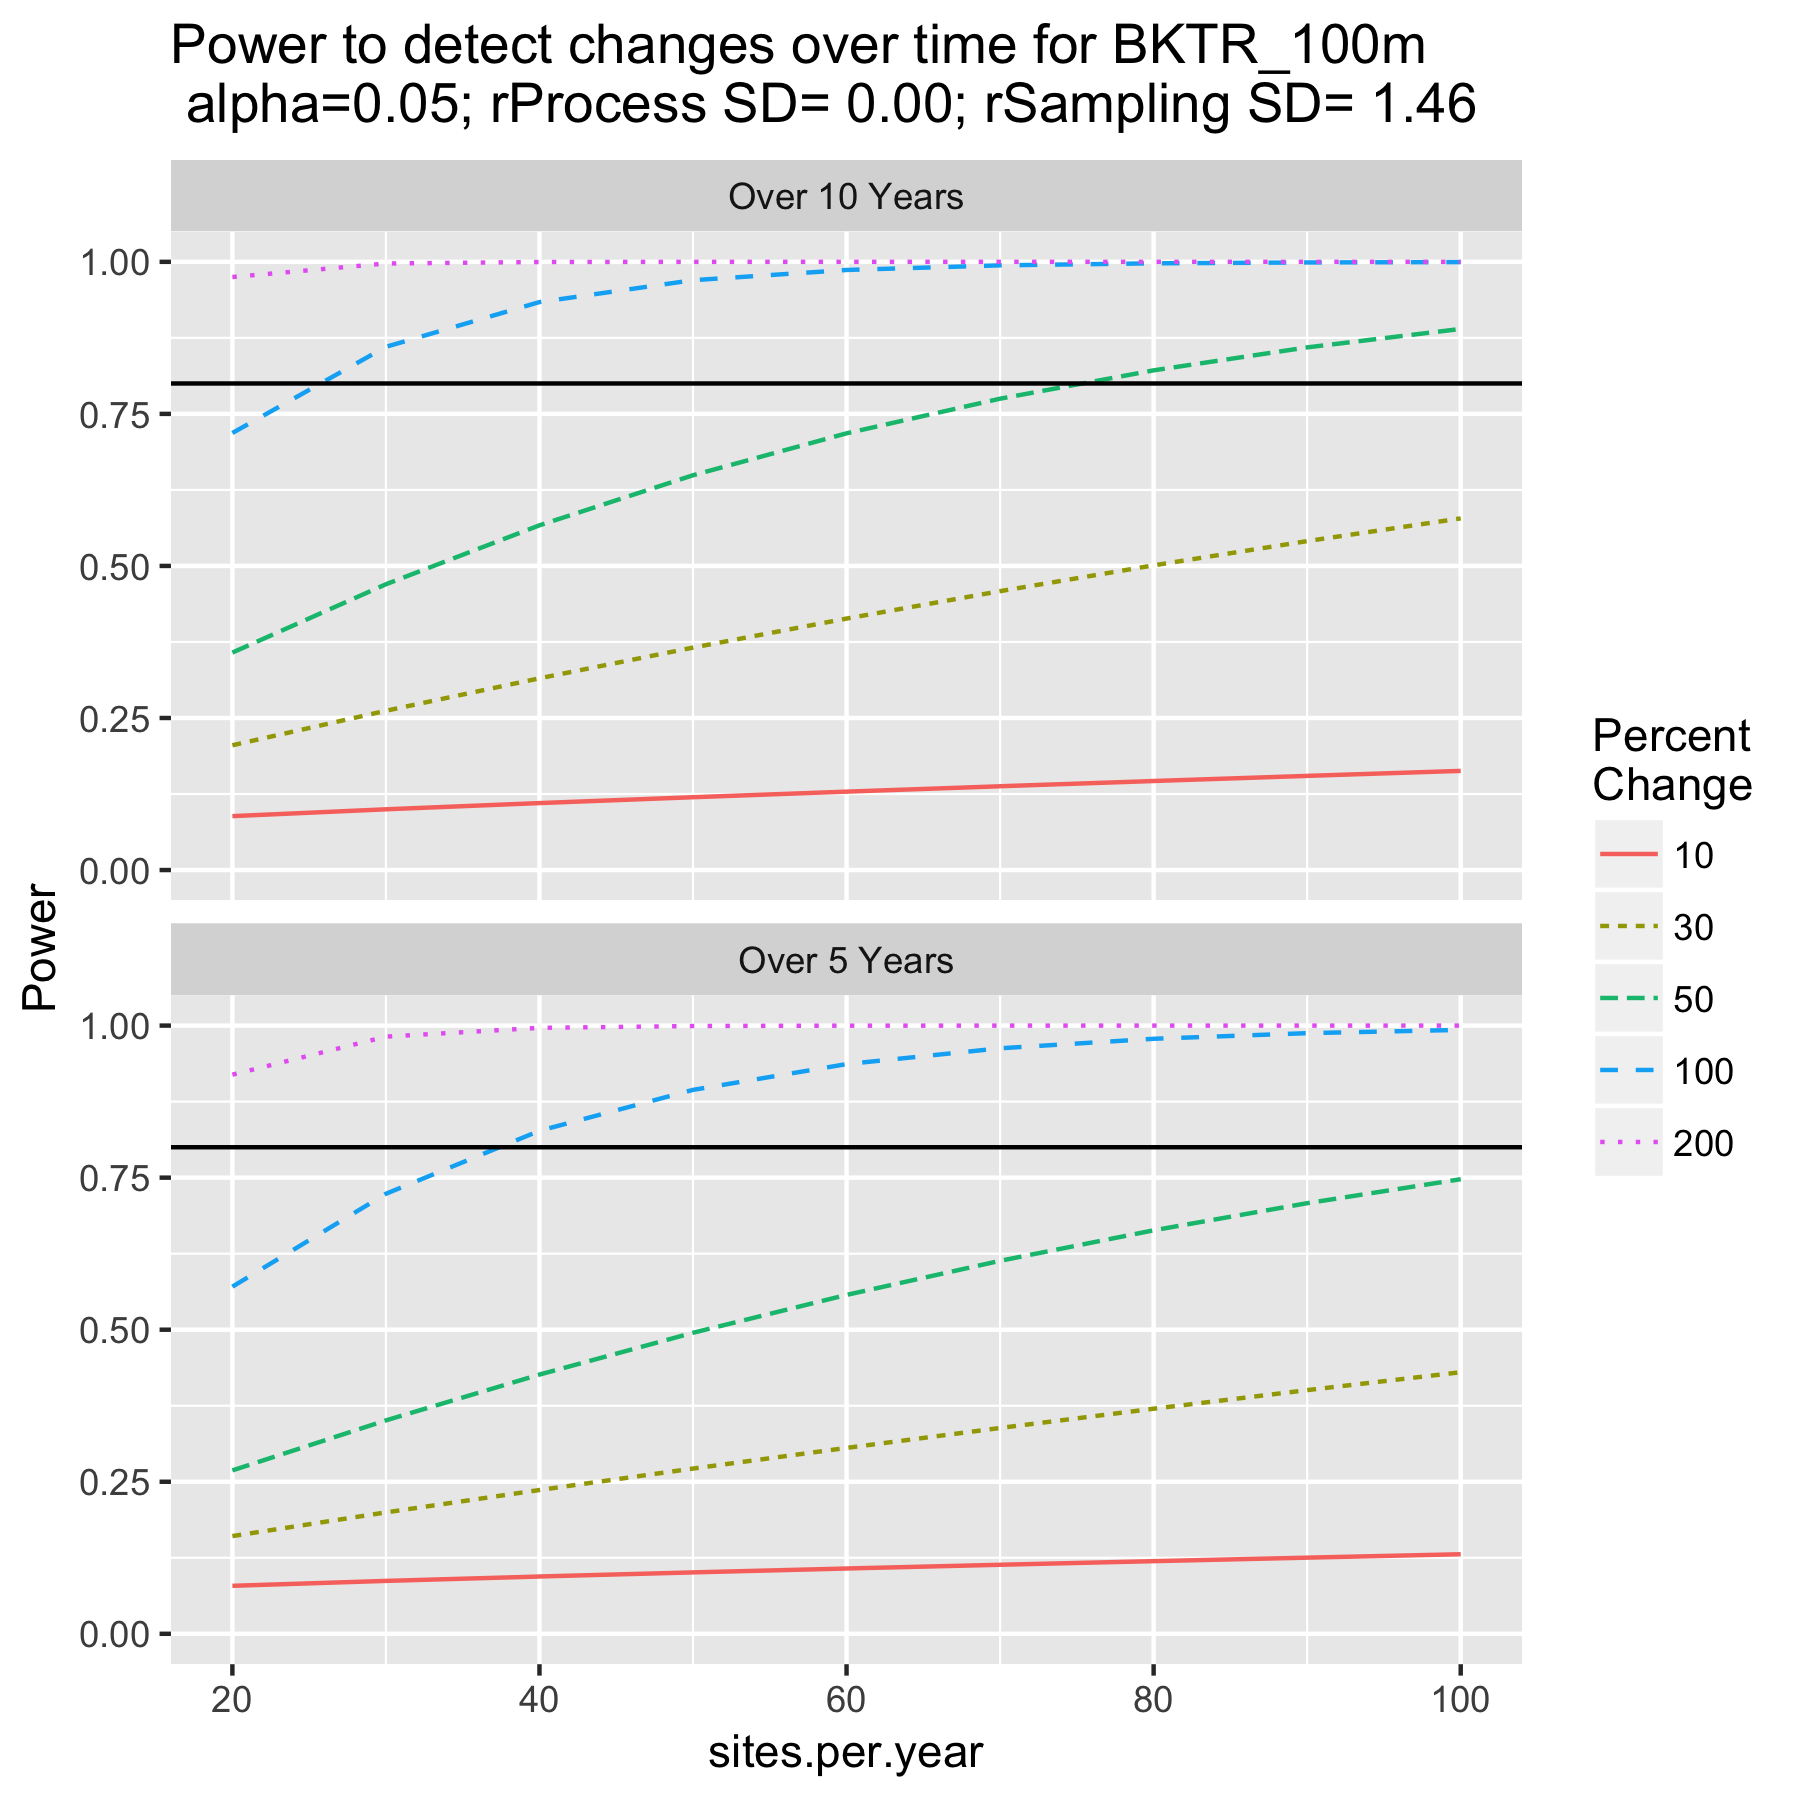 Power to detect changes over time for BKTR_100m
alpha=0.05; rProcess SD= 0.00; rSampling SD= 1.46
Over 10 Years
1.00
0.75
0.50
0.25
0.00
Power
Over 5 Years
1.00
0.75
0.50
0.25
0.00
20 40 60 80 100
sites.per.year
Percent
Change
10
30
50
100
200